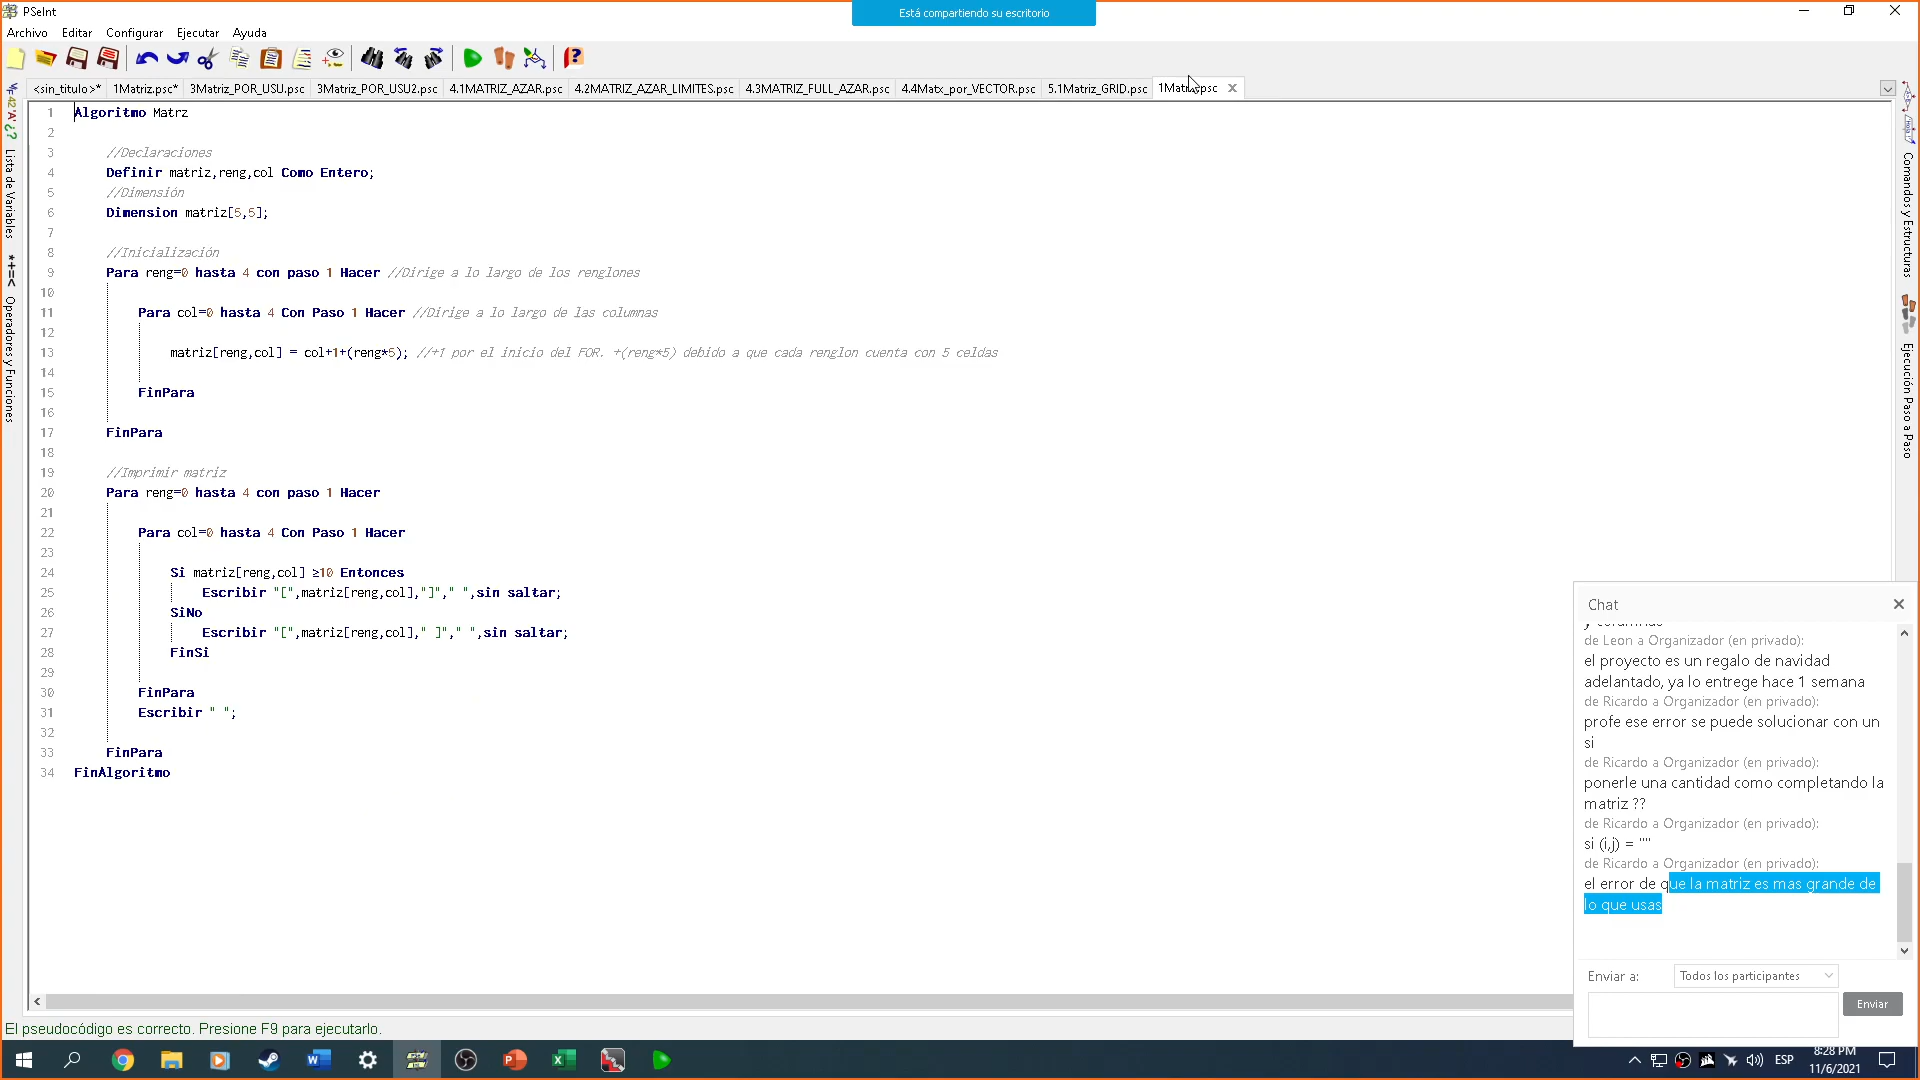 PSeInt
Está compartiendo su escritorio
Archivo Editar Configurar Ejecutar Ayuda
<sin_titulo>* 1Matriz.psc* 3Matriz_POR_USU.psc 3Matriz_POR_USU2.psc 4.1MATRIZ_AZAR.psc 4.2MATRIZ_AZAR_LIMITES.psc 4.3MATRIZ_FULL_AZAR.psc 4.4Matx_por_VECTOR.psc 5.1Matriz_GRID.psc 1Matriz.psc
Lista de Variables
*+=<
Operadores y Funciones
1 Algoritmo Matrz
2
3 //Declaraciones
4 Definir matriz,reng,col Como Entero;
5 //Dimensión
6 Dimension matriz[5,5];
7
8 //Inicialización
9 Para reng=0 hasta 4 con paso 1 Hacer //Dirige a lo largo de los renglones
10
11 Para col=0 hasta 4 Con Paso 1 Hacer //Dirige a lo largo de las columnas
12
13 matriz[reng,col] = col+1+(reng*5); //+1 por el inicio del FOR. +(reng*5) debido a que cada renglon cuenta con 5 celdas
14
15 FinPara
16
17 FinPara
18
19 //Imprimir matriz
20 Para reng=0 hasta 4 con paso 1 Hacer
21
22 Para col=0 hasta 4 Con Paso 1 Hacer
23
24 Si matriz[reng,col] ≥10 Entonces
25 Escribir "[",matriz[reng,col],"]"," ",sin saltar;
26 SiNo
27 Escribir "[",matriz[reng,col]," ]"," ",sin saltar;
28 FinSi
29
30 FinPara
31 Escribir " ";
32
33 FinPara
34 FinAlgoritmo
Comandos y Estructuras
Ejecución Paso a Paso
Chat
y columnas
de Leon a Organizador (en privado):
el proyecto es un regalo de navidad
adelantado, ya lo entrege hace 1 semana
de Ricardo a Organizador (en privado):
profe ese error se puede solucionar con un
si
de Ricardo a Organizador (en privado):
ponerle una cantidad como completando la
matriz ??
de Ricardo a Organizador (en privado):
si (i,j) = ""
de Ricardo a Organizador (en privado):
el error de que la matriz es mas grande de
lo que usas
Enviar a: Todos los participantes
Enviar
El pseudocódigo es correcto. Presione F9 para ejecutarlo.
ESP
8:28 PM
11/6/2021